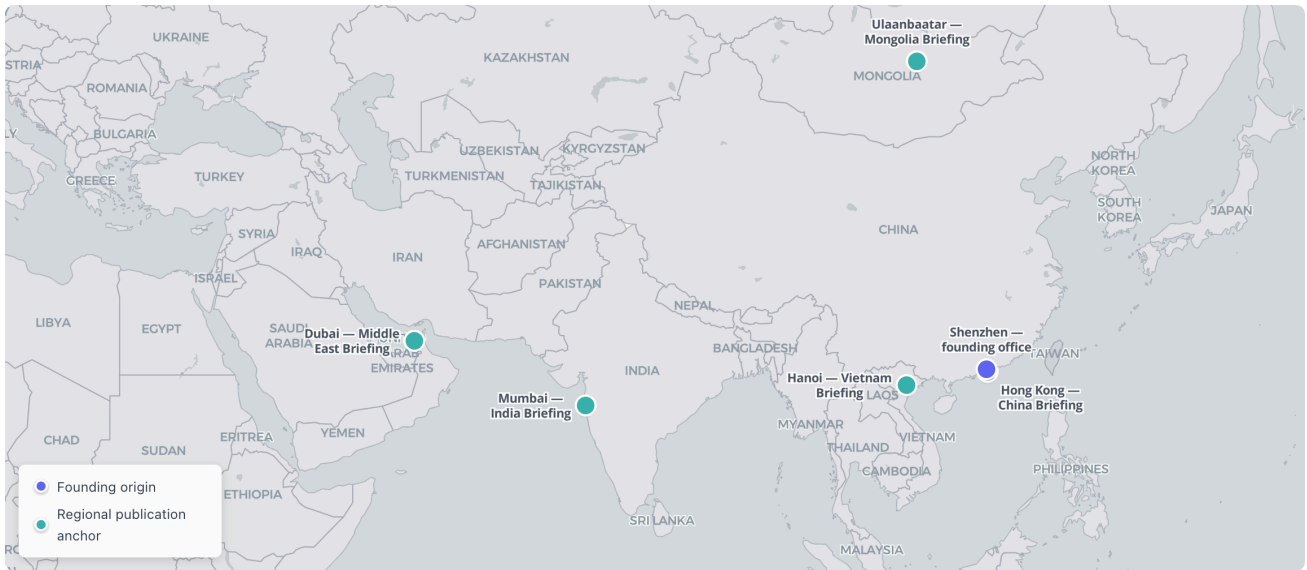 Ulaanbaatar —
Mongolia Briefing
UKRAINE
STRIA
KAZAKHSTAN
MONGOLIA
ROMANIA
LY
BULGARIA
UZBEKISTAN
KYRGYZSTAN
NORTH
KOREA
GREECE
TURKEY
TURKMENISTAN
TAJIKISTAN
SOUTH
KOREA
JAPAN
SYRIA
IRAQ
IRAN
AFGHANISTAN
CHINA
ISRAEL
PAKISTAN
NEPAL
LIBYA
EGYPT
SAUDI
ARABIA
Dubai — Middle
East Briefing
ARAB
EMIRATES
BANGLADESH
Shenzhen —
founding office
TAIWAN
INDIA
Hanoi — Vietnam
Briefing
LAOS
Mumbai —
India Briefing
Hong Kong —
China Briefing
CHAD
SUDAN
ERITREA
YEMEN
MYANMAR
THAILAND
VIETNAM
CAMBODIA
PHILIPPINES
ETHIOPIA
SRI LANKA
MALAYSIA
Founding origin
Regional publication
anchor